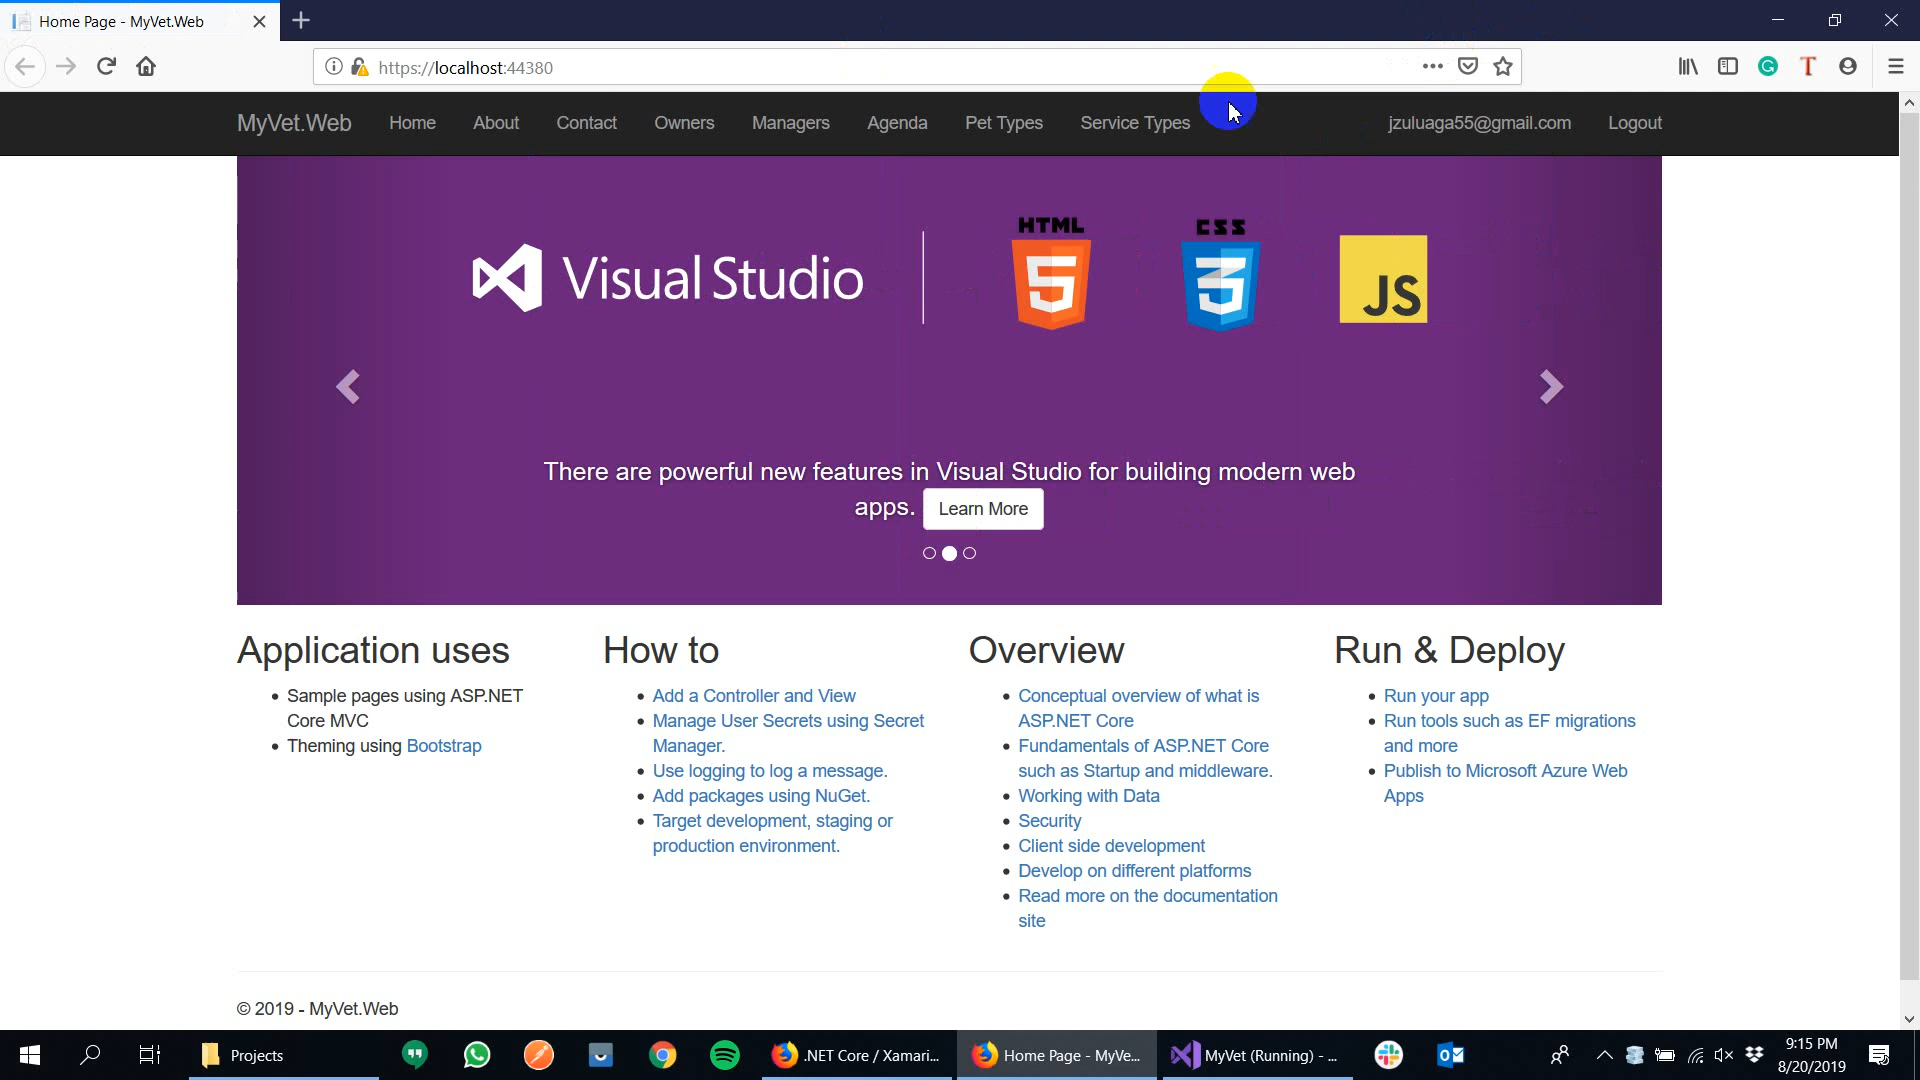 Home Page - MyVet.Web
https://localhost:44380
MyVet.Web Home About Contact Owners Managers Agenda Pet Types Service Types jzuluaga55@gmail.com Logout
Visual Studio
HTML
5
CSS
3
JS
There are powerful new features in Visual Studio for building modern web
apps. Learn More
Application uses
Sample pages using ASP.NET
Core MVC
Theming using Bootstrap
How to
Add a Controller and View
Manage User Secrets using Secret
Manager.
Use logging to log a message.
Add packages using NuGet.
Target development, staging or
production environment.
Overview
Conceptual overview of what is
ASP.NET Core
Fundamentals of ASP.NET Core
such as Startup and middleware.
Working with Data
Security
Client side development
Develop on different platforms
Read more on the documentation
site
Run & Deploy
Run your app
Run tools such as EF migrations
and more
Publish to Microsoft Azure Web
Apps
© 2019 - MyVet.Web
Projects
.NET Core / Xamari...
Home Page - MyVe...
MyVet (Running) - ...
9:15 PM
8/20/2019